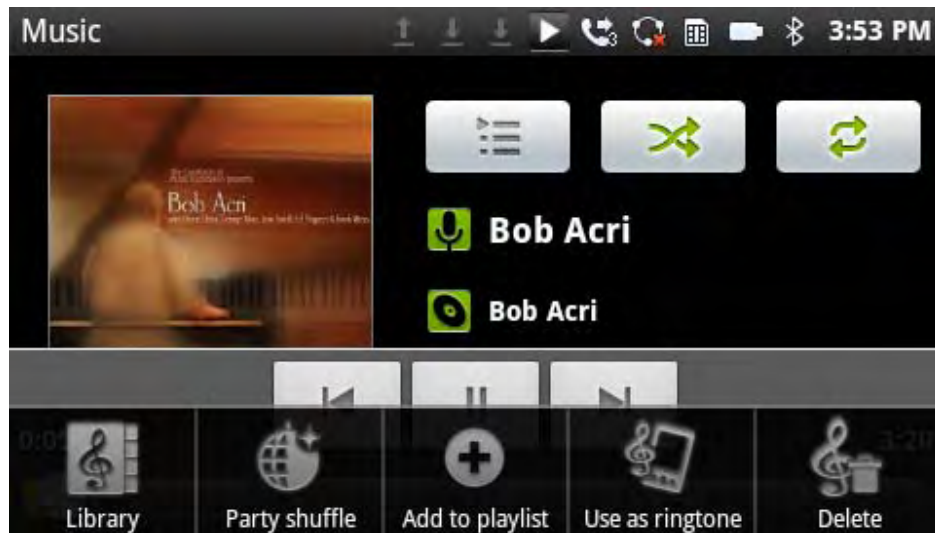 Music
3:53 PM
3
Bob Acri
Bob Acri
Bob Acri
Library
Party shuffle
Add to playlist
Use as ringtone
Delete